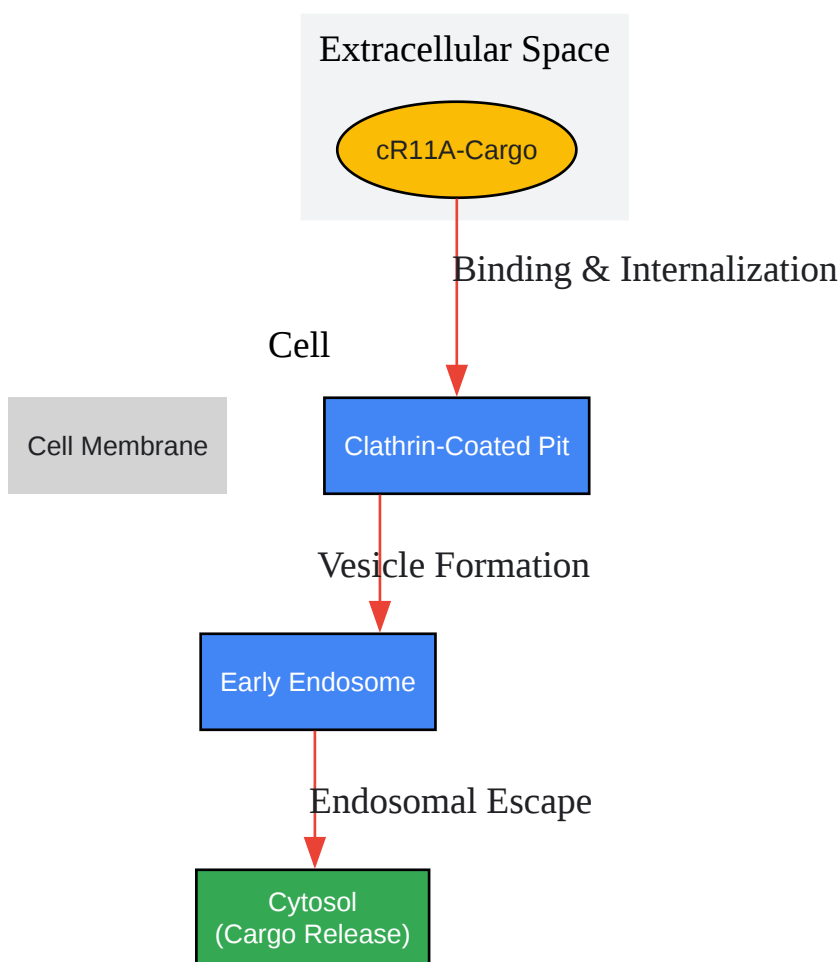 Extracellular Space
cR11A-Cargo
Binding & Internalization
Cell
Cell Membrane
Clathrin-Coated Pit
Vesicle Formation
Early Endosome
Endosomal Escape
Cytosol
(Cargo Release)